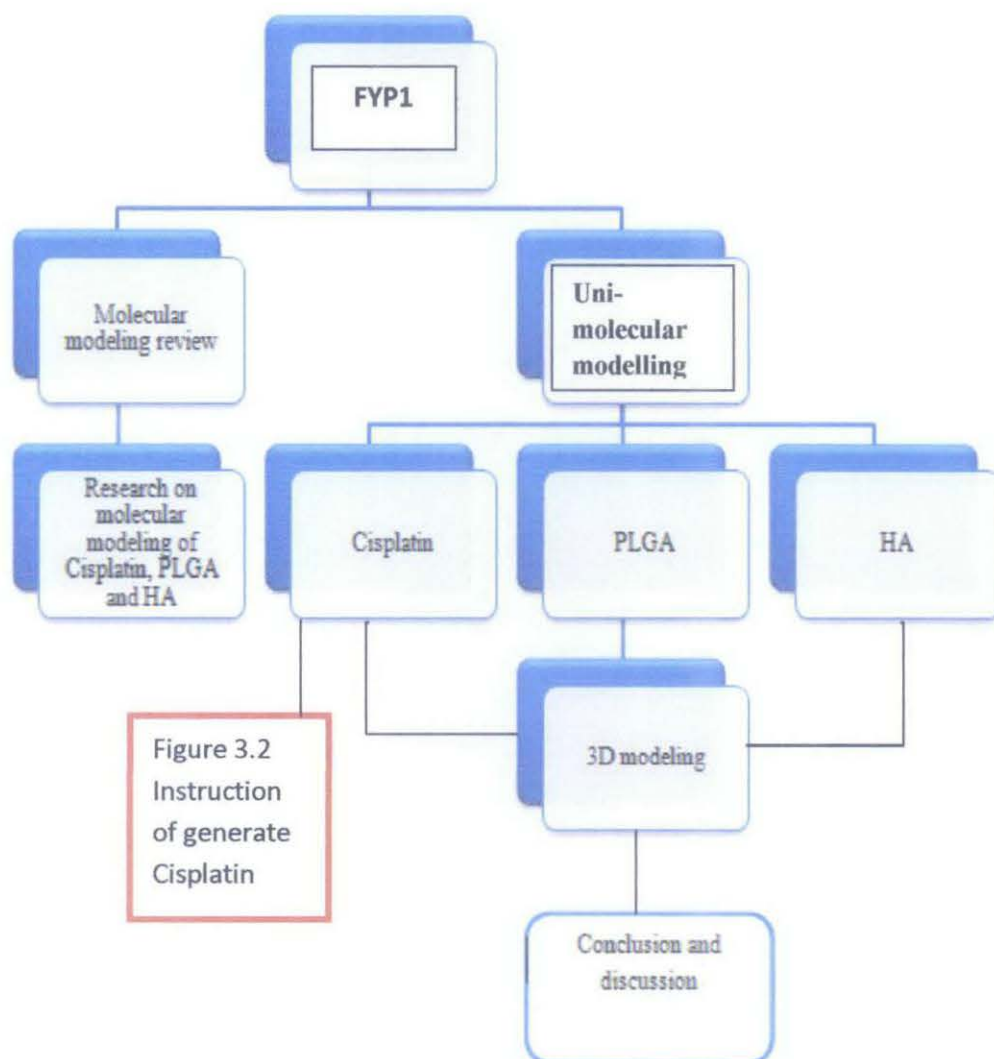 FYP1
Molecular
modeling review
Uni-
molecular
modelling
Research on
molecular
modeling of
Cisplatin, PLGA
and HA
Cisplatin
PLGA
HA
Figure 3.2
Instruction
of generate
Cisplatin
3D modeling
Conclusion and
discussion